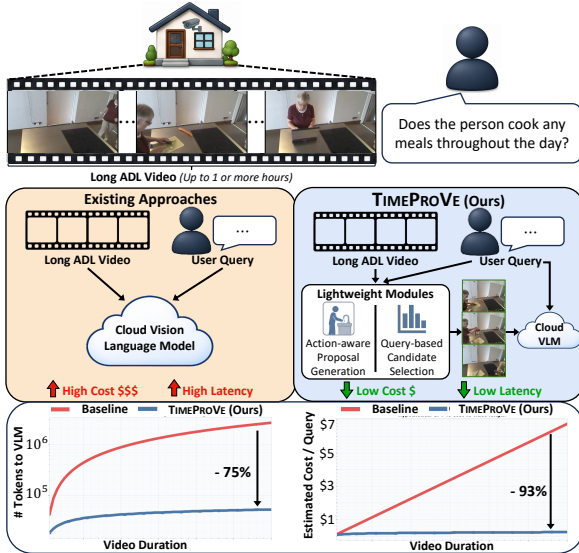 Does the person cook any
meals throughout the day?
Long ADL Video (Up to 1 or more hours)
Existing Approaches
...
Long ADL Video
User Query
Cloud Vision
Language Model
High Cost $$$
High Latency
TIMEPROVE (Ours)
...
Long ADL Video
User Query
Lightweight Modules
Action-aware
Proposal
Generation
Query-based
Candidate
Selection
Cloud
VLM
Low Cost $
Low Latency
Baseline TIMEPROVE (Ours)
# Tokens to VLM
10⁶
10⁵
- 75%
Video Duration
Baseline TIMEPROVE (Ours)
Estimated Cost / Query
$7
$5
$3
$1
- 93%
Video Duration